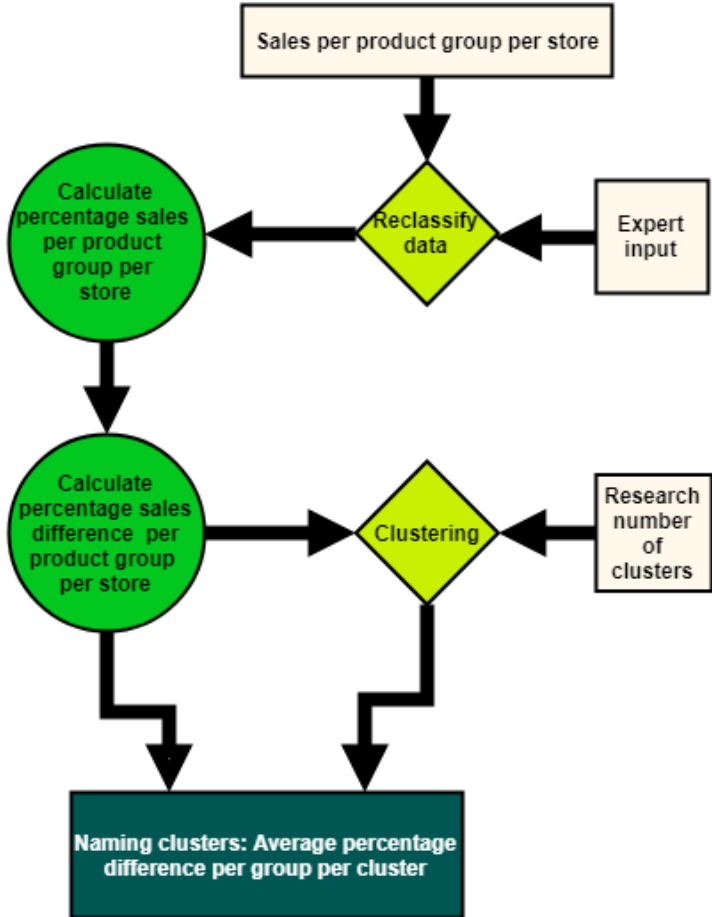 Sales per product group per store
Calculate
percentage sales
per product
group per
store
Reclassify
data
Expert
input
Calculate
percentage sales
difference  per
product group
per store
Clustering
Research
number
of
clusters
Naming clusters: Average percentage
difference per group per cluster